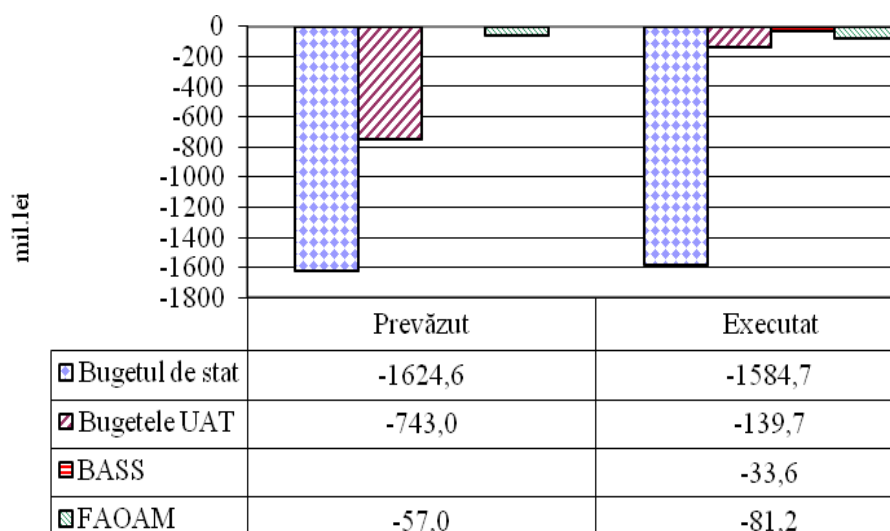 0
-200
-400
-600
-800
-1000
-1200
-1400
-1600
-1800
mil.lei
Prevăzut Executat
Bugetul de stat -1624,6 -1584,7
Bugetele UAT -743,0 -139,7
BASS -33,6
FAOAM -57,0 -81,2